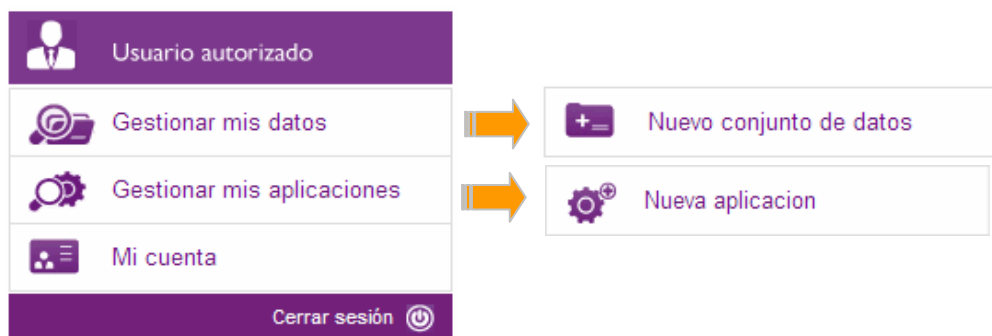 Usuario autorizado
Gestionar mis datos
Nuevo conjunto de datos
Gestionar mis aplicaciones
Nueva aplicacion
Mi cuenta
Cerrar sesión